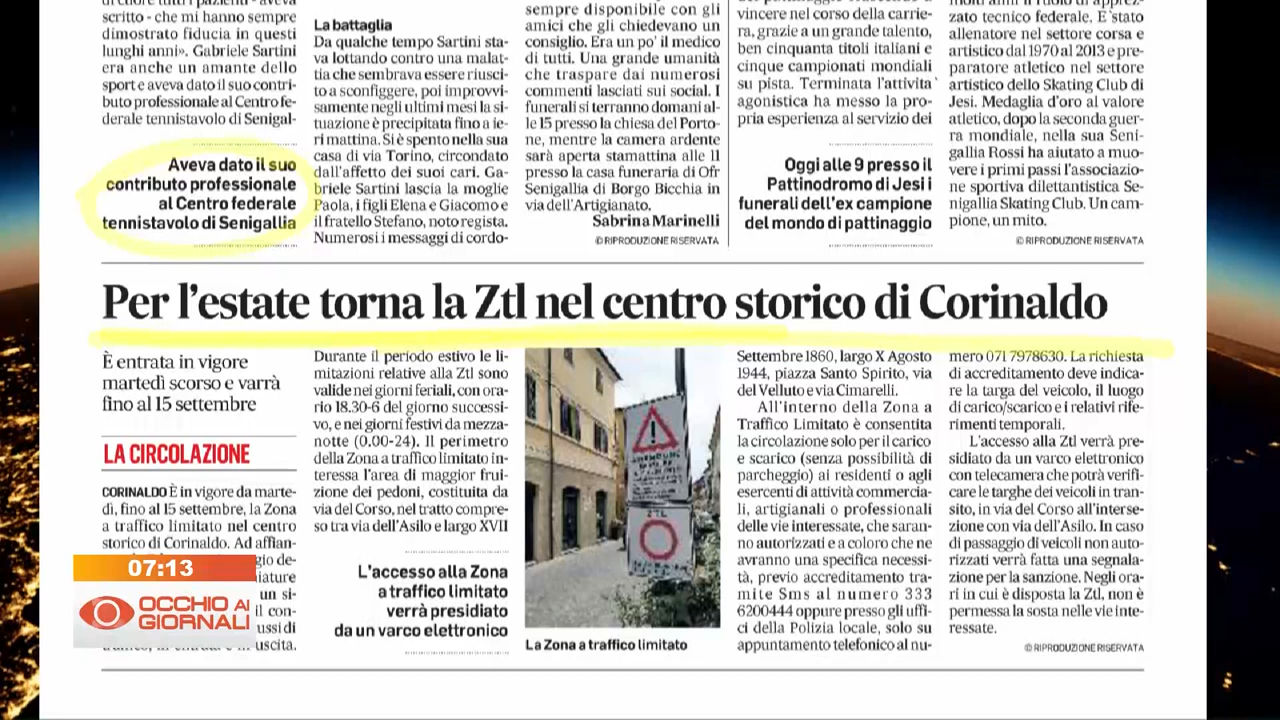 scritto - che mi hanno sempre
dimostrato fiducia in questi
lunghi anni». Gabriele Sartini
era anche un amante dello
sport e aveva dato il suo contri-
buto professionale al Centro fe-
derale tennistavolo di Senigal-
Aveva dato il suo
contributo professionale
al Centro federale
tennistavolo di Senigallia
La battaglia
Da qualche tempo Sartini sta-
va lottando contro una malat-
tia che sembrava essere riusci-
to a sconfiggere, poi improvvi-
samente negli ultimi mesi la si-
tuazione è precipitata fino a ie-
ri mattina. Si è spento nella sua
casa di via Torino, circondato
dall'affetto dei suoi cari. Ga-
briele Sartini lascia la moglie
Paola, i figli Elena e Giacomo e
il fratello Stefano, noto regista.
Numerosi i messaggi di cordo-
sempre disponibile con gli
amici che gli chiedevano un
consiglio. Era un po' il medico
di tutti. Una grande umanità
che traspare dai numerosi
commenti lasciati sui social. I
funerali si terranno domani al-
le 15 presso la chiesa del Porto-
ne, mentre la camera ardente
sarà aperta stamattina alle 11
presso la casa funeraria di Ofr
Senigallia di Borgo Bicchia in
via dell'Artigianato.
Sabrina Marinelli
© RIPRODUZIONE RISERVATA
vincere nel corso della carrie-
ra, grazie a un grande talento,
ben cinquanta titoli italiani e
cinque campionati mondiali
su pista. Terminata l'attività
agonistica ha messo la pro-
pria esperienza al servizio dei
Oggi alle 9 presso il
Pattinodromo di Jesi i
funerali dell'ex campione
del mondo di pattinaggio
zato tecnico federale. E' stato
allenatore nel settore corsa e
artistico dal 1970 al 2013 e pre-
paratore atletico nel settore
artistico dello Skating Club di
Jesi. Medaglia d'oro al valore
atletico, dopo la seconda guer-
ra mondiale, nella sua Seni-
gallia Rossi ha aiutato a muo-
vere i primi passi l'associazio-
ne sportiva dilettantistica Se-
nigallia Skating Club. Un cam-
pione, un mito.
© RIPRODUZIONE RISERVATA
Per l'estate torna la Ztl nel centro storico di Corinaldo
È entrata in vigore
martedì scorso e varrà
fino al 15 settembre
LA CIRCOLAZIONE
CORINALDO È in vigore da marte-
dì, fino al 15 settembre, la Zona
a traffico limitato nel centro
storico di Corinaldo. Ad affian-
gio de-
iature
un si-
il con-
ussi di
uscita.
07:13
OCCHIO AI
GIORNALI
Durante il periodo estivo le li-
mitazioni relative alla Ztl sono
valide nei giorni feriali, con ora-
rio 18.30-6 del giorno successi-
vo, e nei giorni festivi da mezza-
notte (0.00-24). Il perimetro
della Zona a traffico limitato in-
teressa l'area di maggior frui-
zione dei pedoni, costituita da
via del Corso, nel tratto compre-
so tra via dell'Asilo e largo XVII
L'accesso alla Zona
a traffico limitato
verrà presidiato
da un varco elettronico
ZTL
La Zona a traffico limitato
Settembre 1860, largo X Agosto
1944, piazza Santo Spirito, via
del Velluto e via Cimarelli.
All'interno della Zona a
Traffico Limitato è consentita
la circolazione solo per il carico
e scarico (senza possibilità di
parcheggio) ai residenti o agli
esercenti di attività commercia-
li, artigianali o professionali
delle vie interessate, che saran-
no autorizzati e a coloro che ne
avranno una specifica necessi-
tà, previo accreditamento tra-
mite Sms al numero 333
6200444 oppure presso gli uffi-
ci della Polizia locale, solo su
appuntamento telefonico al nu-
mero 071 7978630. La richiesta
di accreditamento deve indica-
re la targa del veicolo, il luogo
di carico/scarico e i relativi rife-
rimenti temporali.
L'accesso alla Ztl verrà pre-
sidiato da un varco elettronico
con telecamera che potrà verifi-
care le targhe dei veicoli in tran-
sito, in via del Corso all'interse-
zione con via dell'Asilo. In caso
di passaggio di veicoli non auto-
rizzati verrà fatta una segnala-
zione per la sanzione. Negli ora-
ri in cui è disposta la Ztl, non è
permessa la sosta nelle vie inte-
ressate.
© RIPRODUZIONE RISERVATA